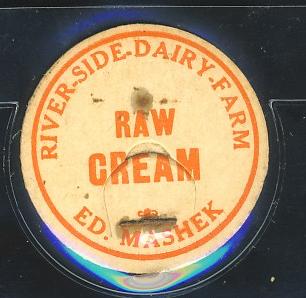 RIVER-SIDE-DAIRY-FARM
RAW
CREAM
ED. MASHEK